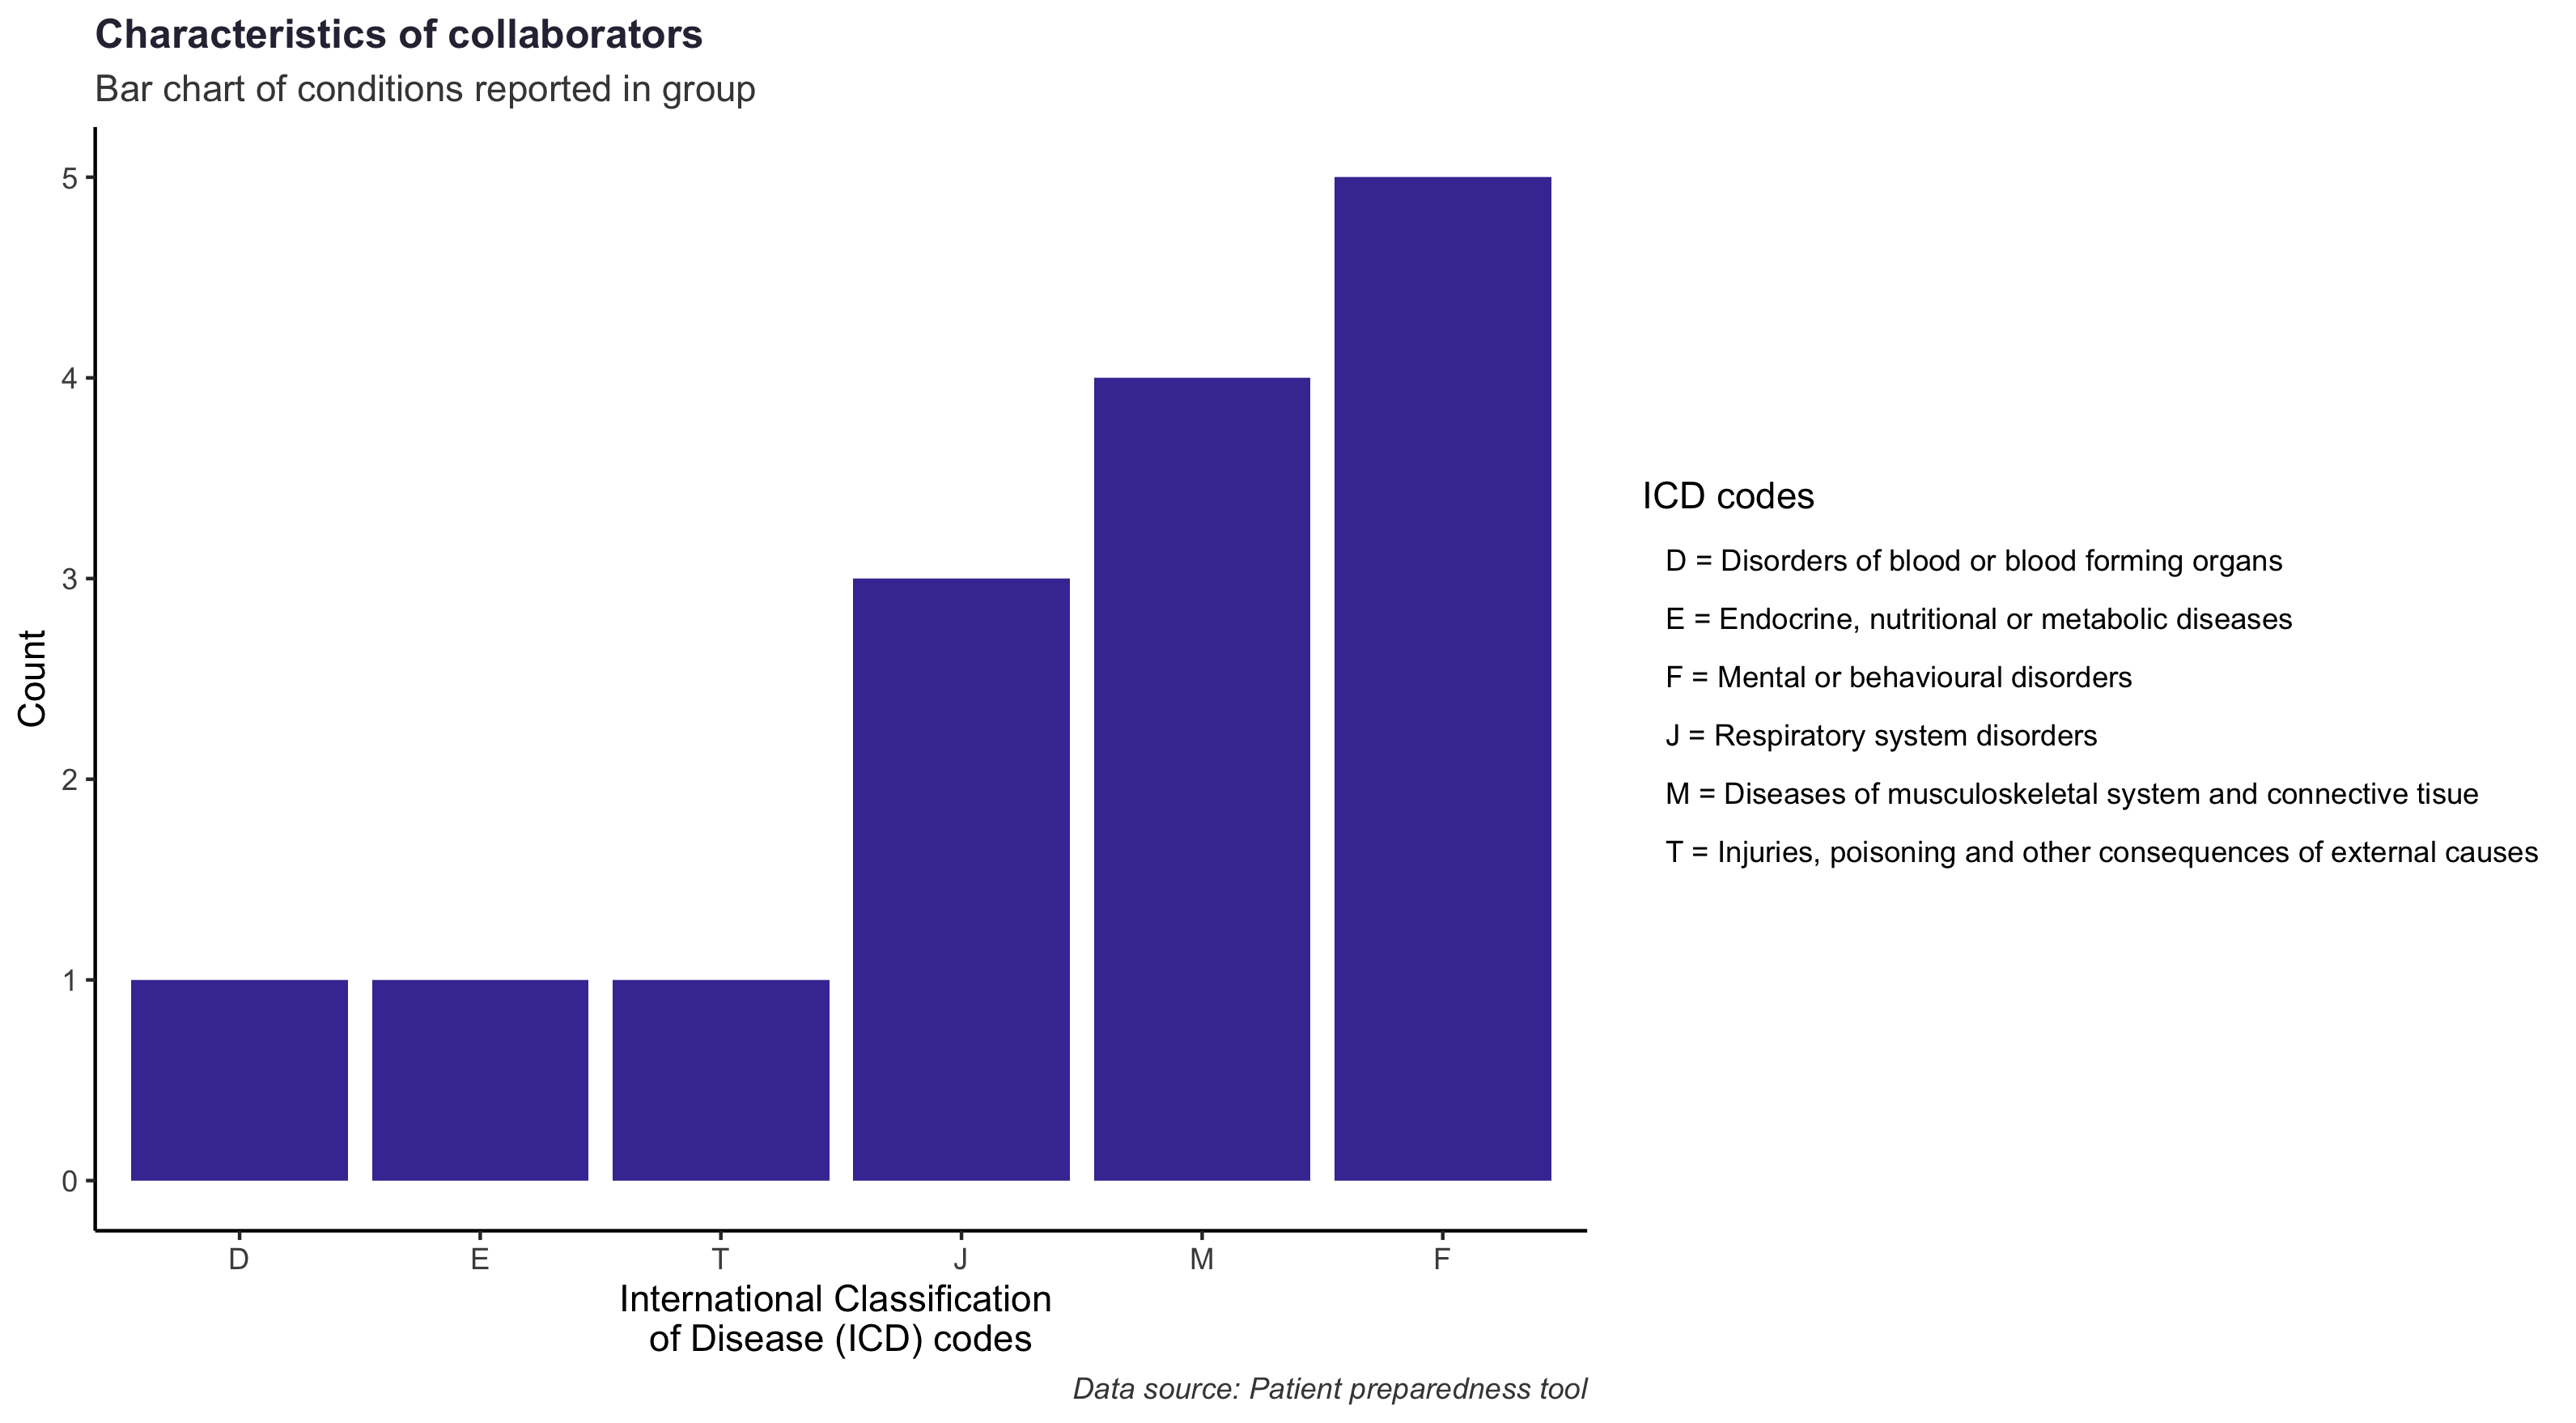 Characteristics of collaborators
Bar chart of conditions reported in group
5
4
3
2
1
0
Count
D
E
T
J
M
F
International Classification
of Disease (ICD) codes
Data source: Patient preparedness tool
ICD codes
D = Disorders of blood or blood forming organs
E = Endocrine, nutritional or metabolic diseases
F = Mental or behavioural disorders
J = Respiratory system disorders
M = Diseases of musculoskeletal system and connective tisue
T = Injuries, poisoning and other consequences of external causes